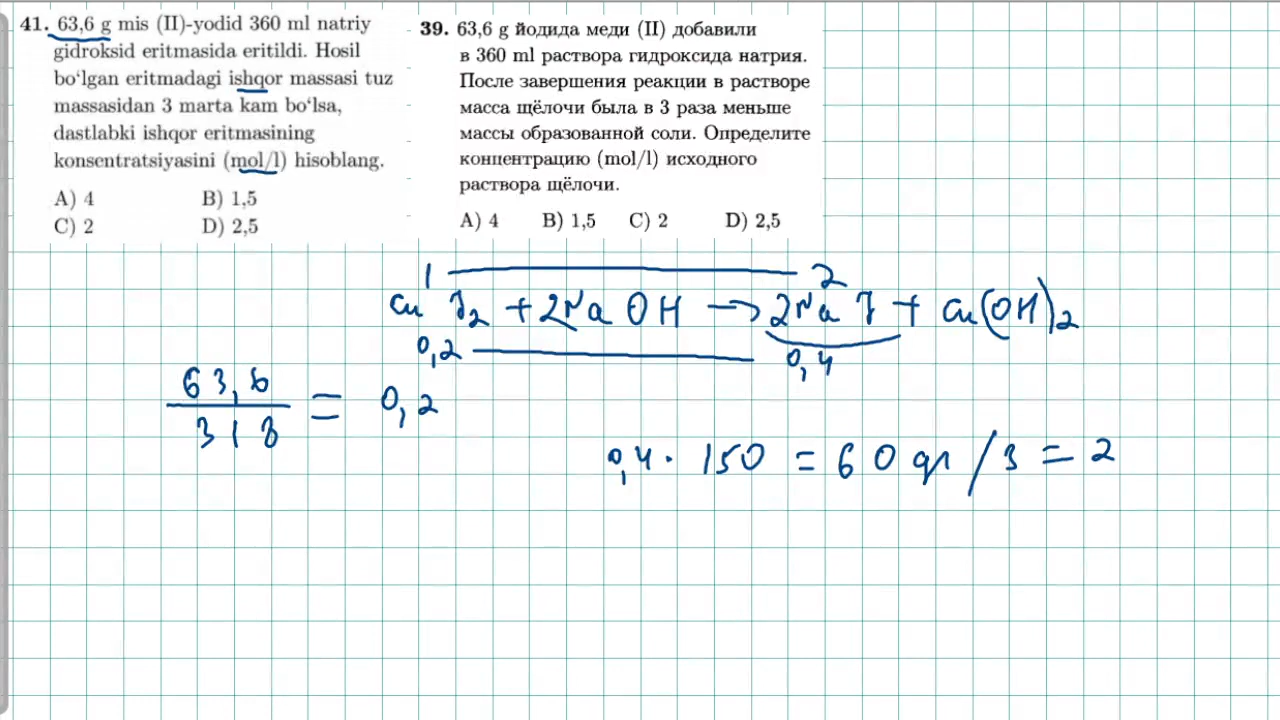 41. 63,6 g mis (II)-yodid 360 ml natriy
gidroksid eritmasida eritildi. Hosil
bo‘lgan eritmadagi ishqor massasi tuz
massasidan 3 marta kam bo‘lsa,
dastlabki ishqor eritmasining
konsentratsiyasini (mol/l) hisoblang.
A) 4 B) 1,5
C) 2 D) 2,5
39. 63,6 g йодида меди (II) добавили
в 360 ml раствора гидроксида натрия.
После завершения реакции в растворе
масса щёлочи была в 3 раза меньше
массы образованной соли. Определите
концентрацию (mol/l) исходного
раствора щёлочи.
A) 4 B) 1,5 C) 2 D) 2,5
1 2
Cu J2 + 2Na OH → 2Na J + Cu(OH)2
0,2 0,4
63,6
318
= 0,2
0,4 · 150 = 60 gr / 3 = 2